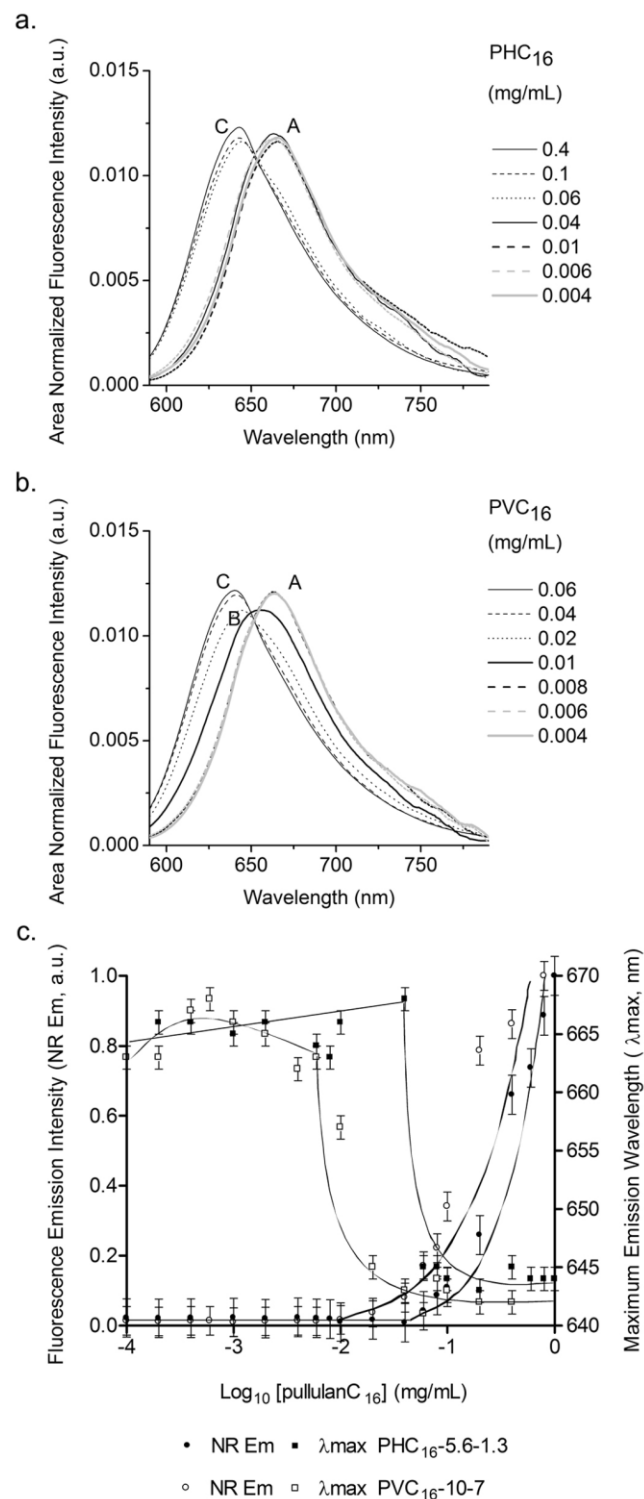 a.
Area Normalized Fluorescence Intensity (a.u.)
0.015
0.010
0.005
0.000
C
A
600
650
700
750
Wavelength (nm)
PHC16
(mg/mL)
0.4
0.1
0.06
0.04
0.01
0.006
0.004
b.
Area Normalized Fluorescence Intensity (a.u.)
0.015
0.010
0.005
0.000
C
B
A
600
650
700
750
Wavelength (nm)
PVC16
(mg/mL)
0.06
0.04
0.02
0.01
0.008
0.006
0.004
c.
Fluorescence Emission Intensity (NR Em, a.u.)
1.0
0.8
0.6
0.4
0.2
0.0
670
665
660
655
650
645
640
Maximum Emission Wavelength ( λmax, nm)
-4
-3
-2
-1
0
Log10 [pullulanC16] (mg/mL)
NR Em λmax PHC16-5.6-1.3
NR Em λmax PVC16-10-7